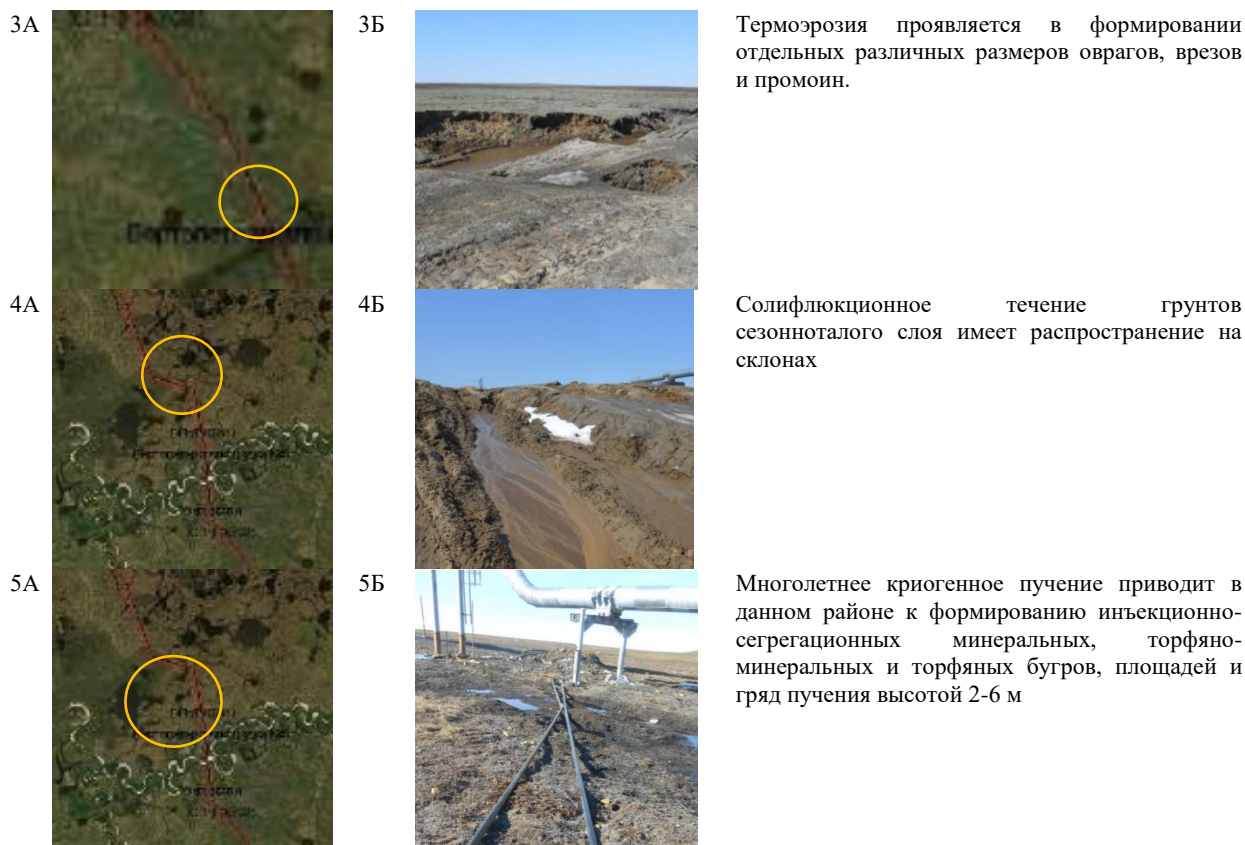 3А
3Б
Термоэрозия проявляется в формировании
отдельных различных размеров оврагов, врезов
и промоин.
4А
4Б
Солифлюкционное течение грунтов
сезонноталого слоя имеет распространение на
склонах
5А
5Б
Многолетнее криогенное пучение приводит в
данном районе к формированию инъекционно-
сегрегационных минеральных, торфяно-
минеральных и торфяных бугров, площадей и
гряд пучения высотой 2-6 м